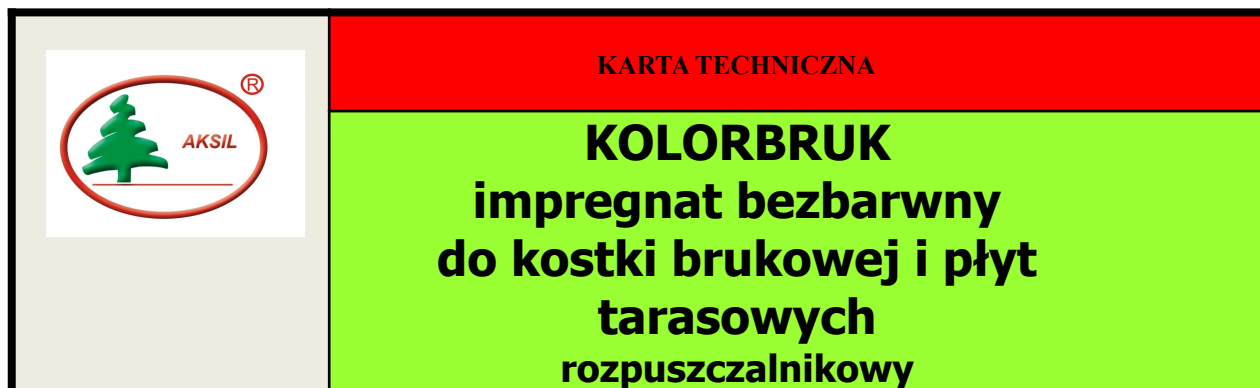 ®
AKSIL
KARTA TECHNICZNA
KOLORBRUK
impregnat bezbarwny
do kostki brukowej i płyt
tarasowych
rozpuszczalnikowy